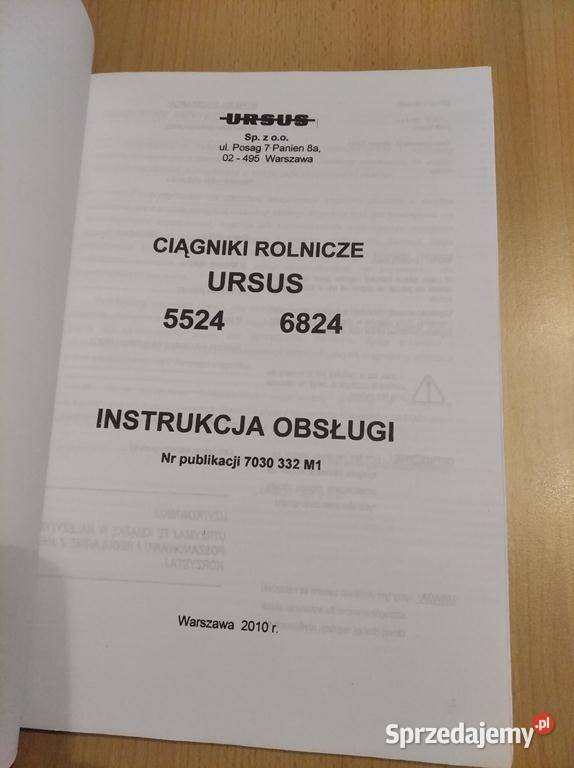 URSUS
Sp. z o.o.
ul. Posag 7 Panien 8a,
02 - 495 Warszawa
CIĄGNIKI ROLNICZE
URSUS
5524 6824
INSTRUKCJA OBSŁUGI
Nr publikacji 7030 332 M1
Warszawa 2010 r.
Sprzedajemy.pl